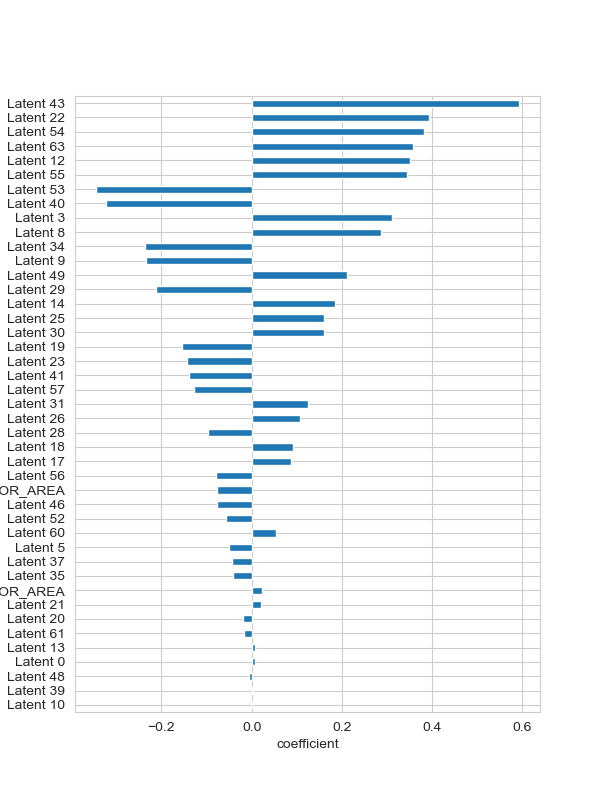 Latent 43
Latent 22
Latent 54
Latent 63
Latent 12
Latent 55
Latent 53
Latent 40
Latent 3
Latent 8
Latent 34
Latent 9
Latent 49
Latent 29
Latent 14
Latent 25
Latent 30
Latent 19
Latent 23
Latent 41
Latent 57
Latent 31
Latent 26
Latent 28
Latent 18
Latent 17
Latent 56
OR_AREA
Latent 46
Latent 52
Latent 60
Latent 5
Latent 37
Latent 35
OR_AREA
Latent 21
Latent 20
Latent 61
Latent 13
Latent 0
Latent 48
Latent 39
Latent 10
−0.2 0.0 0.2 0.4 0.6
coefficient